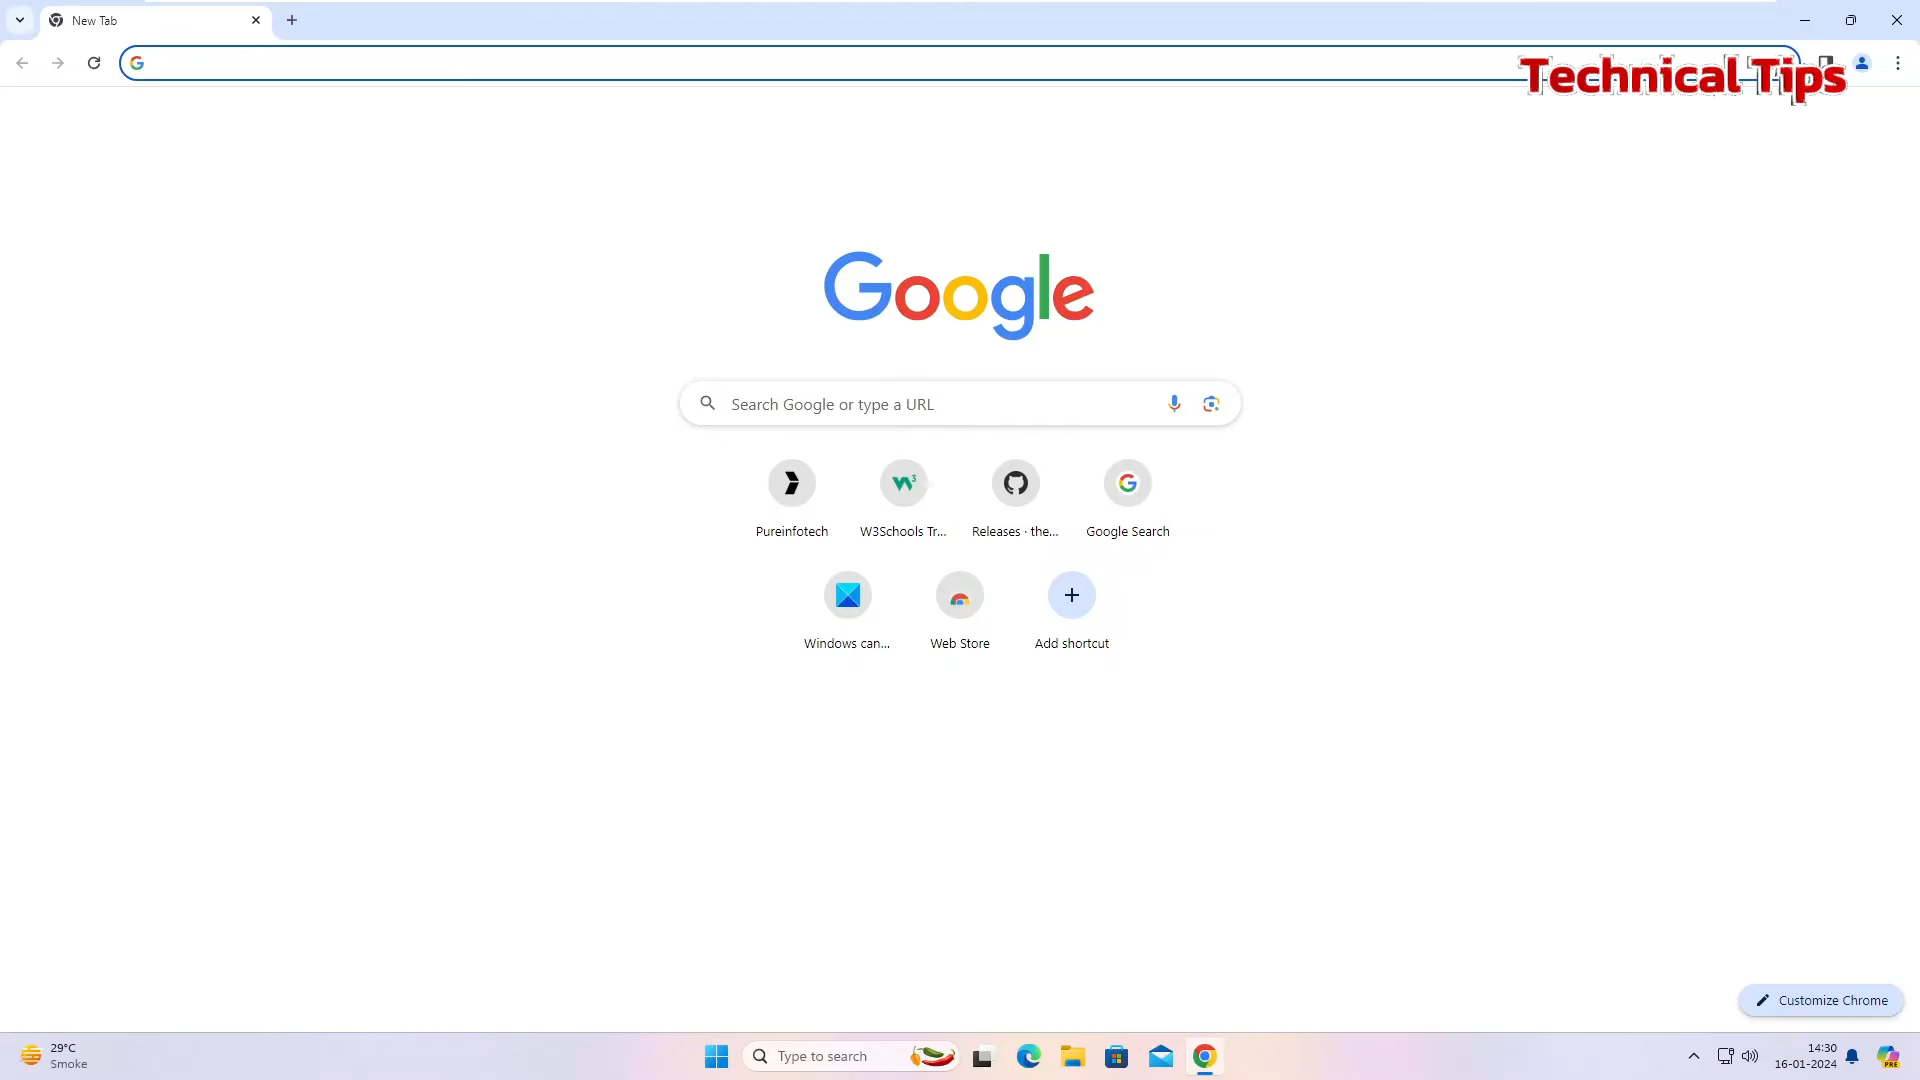 New Tab
Technical Tips
Google
Search Google or type a URL
Pureinfotech
W3Schools Tr...
Releases · the...
Google Search
Windows can...
Web Store
Add shortcut
Customize Chrome
29°C
Smoke
Type to search
14:30
16-01-2024
PRE